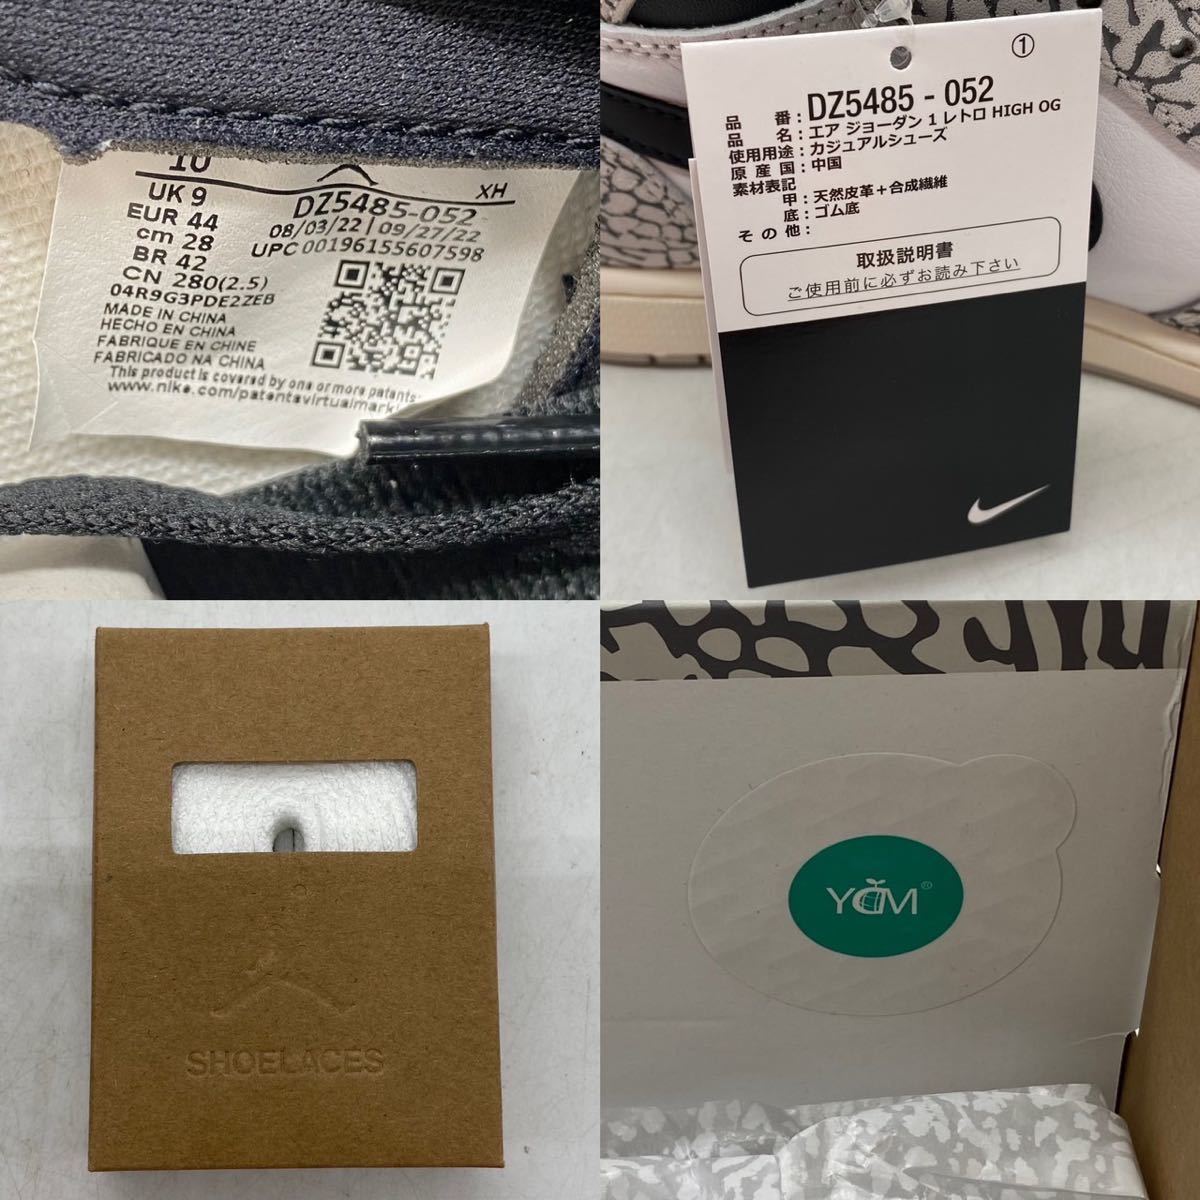 10
UK 9
EUR 44
cm 28
BR 42
CN 280(2.5)
04R9G3PDE2ZEB
XH
DZ5485-052
08/03/22 | 09/27/22
UPC 00196155607598
MADE IN CHINA
HECHO EN CHINA
FABRIQUE EN CHINE
FABRICADO NA CHINA
This product is covered by one or more patents:
www.nike.com/patentsvirtualmarki
①
品 番：DZ5485 - 052
品 名：エア ジョーダン 1 レトロ HIGH OG
使用用途：カジュアルシューズ
原 産 国：中国
素材表記
甲：天然皮革＋合成繊維
底：ゴム底
そ の 他：
取扱説明書
ご使用前に必ずお読み下さい
SHOELACES
YDM®